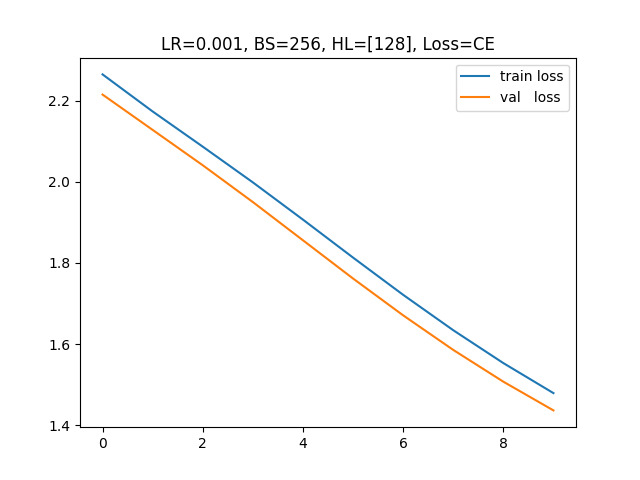 LR=0.001, BS=256, HL=[128], Loss=CE
train loss
val loss
2.2
2.0
1.8
1.6
1.4
0 2 4 6 8